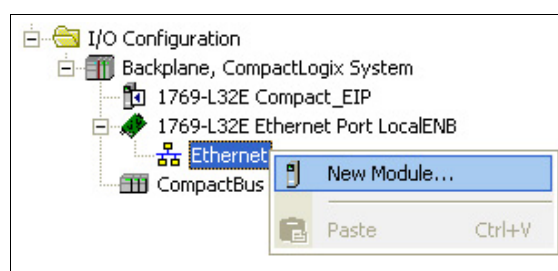 I/O Configuration
Backplane, CompactLogix System
1769-L32E Compact_EIP
1769-L32E Ethernet Port LocalENB
Ethernet
New Module...
CompactBus
Paste Ctrl+V